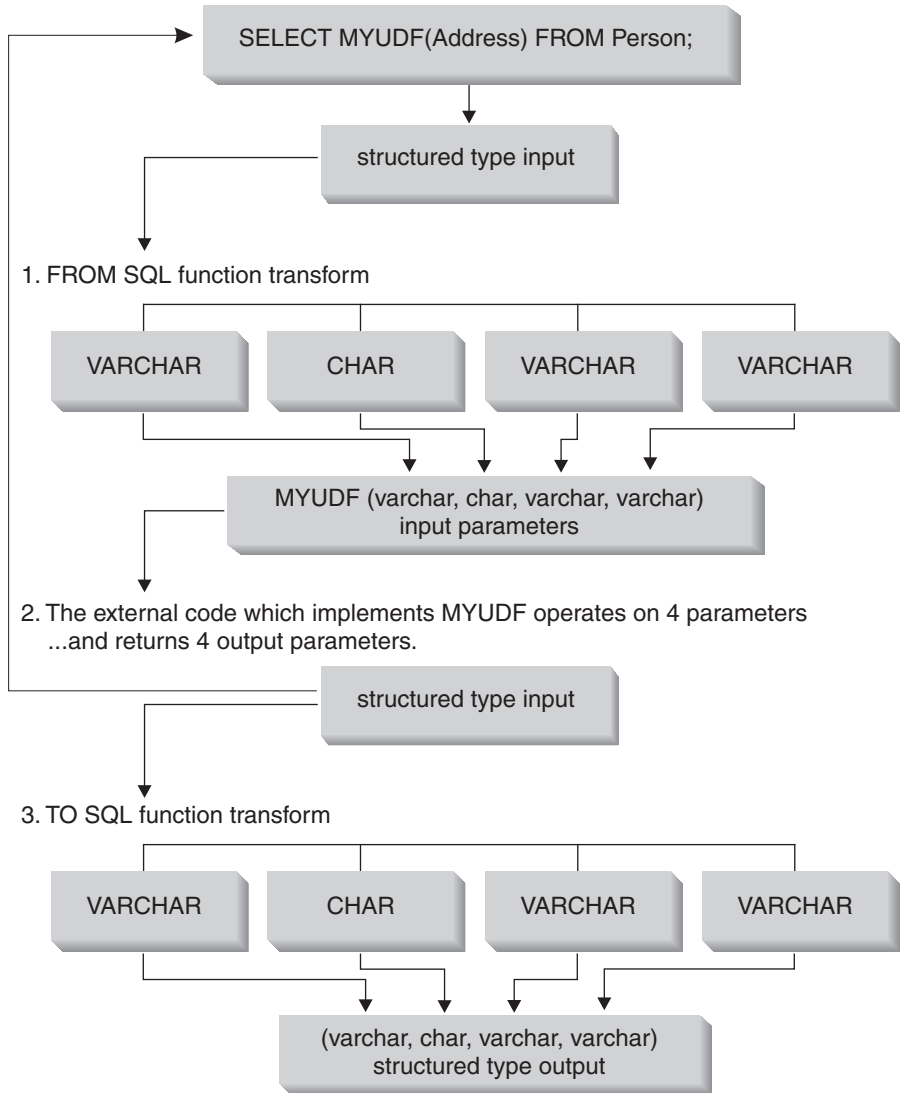 SELECT MYUDF(Address) FROM Person;
structured type input
1. FROM SQL function transform
VARCHAR
CHAR
VARCHAR
VARCHAR
MYUDF (varchar, char, varchar, varchar)
input parameters
2. The external code which implements MYUDF operates on 4 parameters
...and returns 4 output parameters.
structured type input
3. TO SQL function transform
VARCHAR
CHAR
VARCHAR
VARCHAR
(varchar, char, varchar, varchar)
structured type output